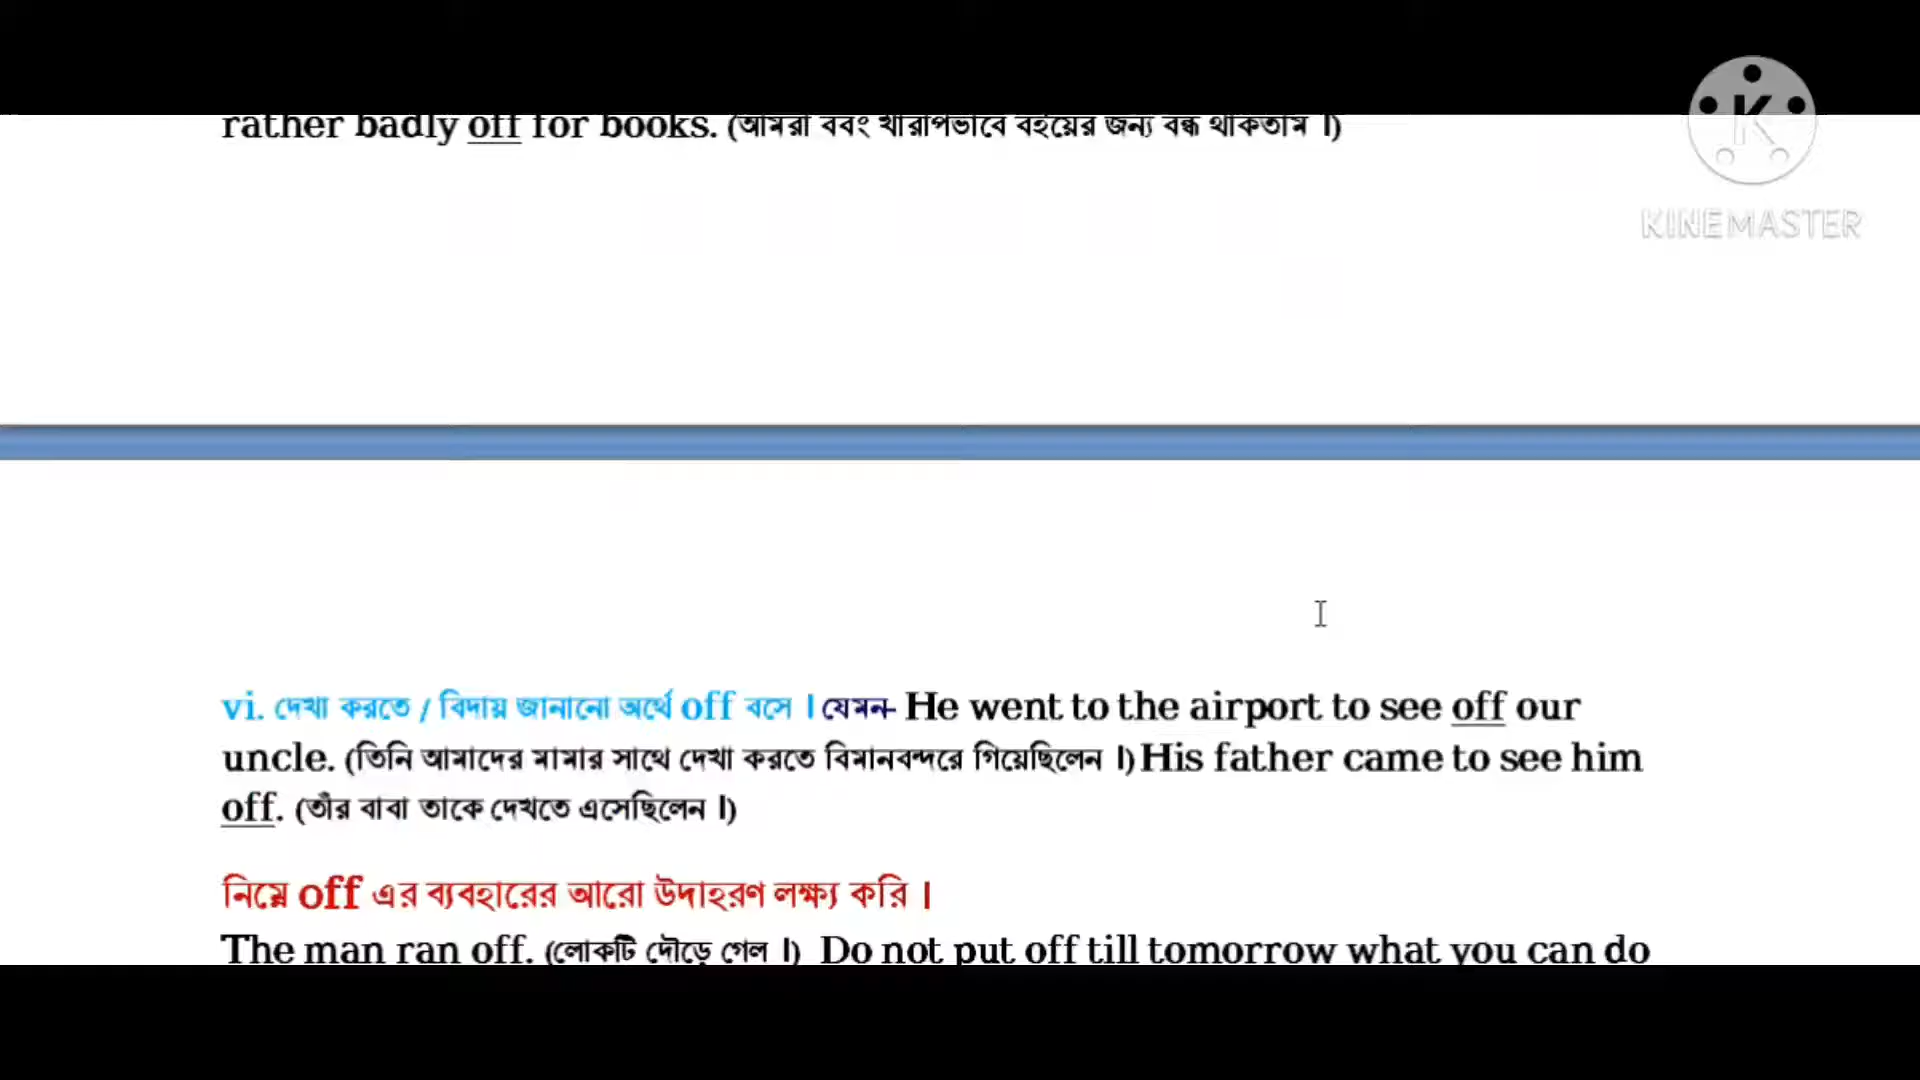 rather badly off for books. (আমরা বরং খারাপভাবে বইয়ের জন্য বন্ধ থাকতাম ।)
K
KINEMASTER
vi. দেখা করতে / বিদায় জানানো অর্থে off বসে । যেমন- He went to the airport to see off our
uncle. (তিনি আমাদের মামার সাথে দেখা করতে বিমানবন্দরে গিয়েছিলেন ।) His father came to see him
off. (তাঁর বাবা তাকে দেখতে এসেছিলেন ।)
নিম্নে off এর ব্যবহারের আরো উদাহরণ লক্ষ্য করি ।
The man ran off. (লোকটি দৌড়ে গেল ।) Do not put off till tomorrow what you can do